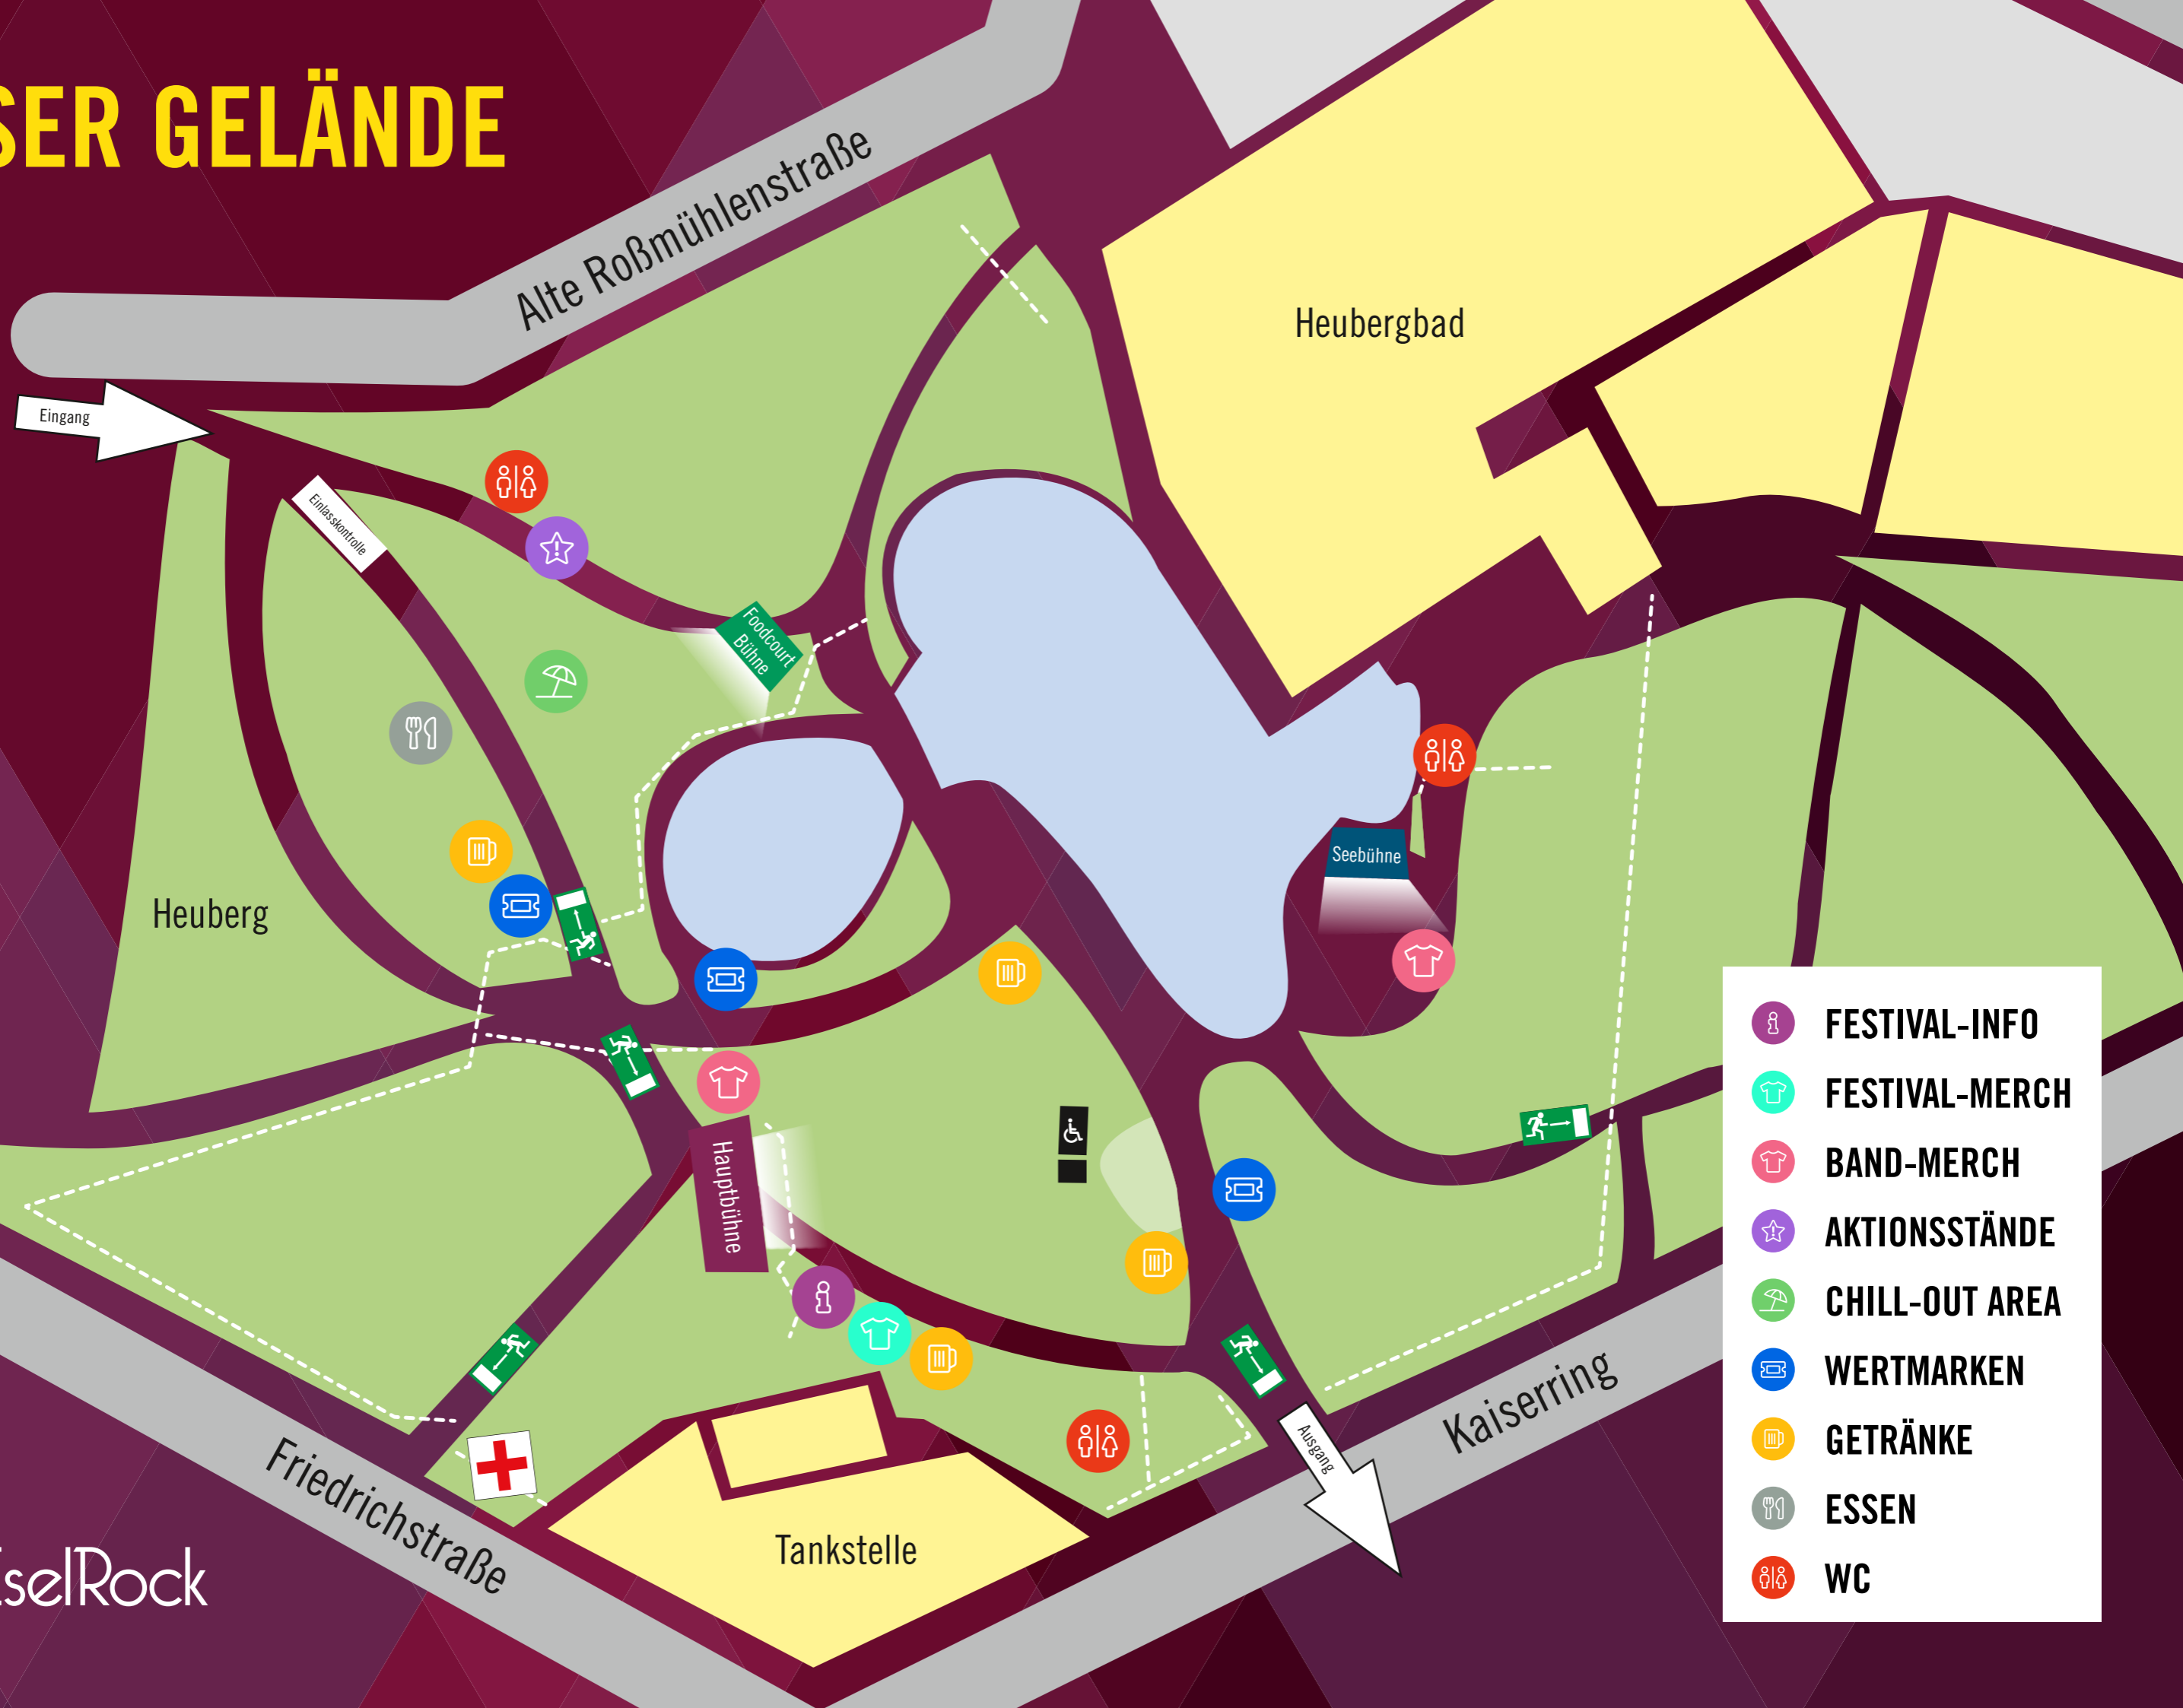 SER GELÄNDE
Alte Roßmühlenstraße
Eingang
Einlasskontrolle
Heubergbad
Foodcourt
Bühne
Seebühne
Heuberg
Hauptbühne
FESTIVAL-INFO
FESTIVAL-MERCH
BAND-MERCH
AKTIONSSTÄNDE
CHILL-OUT AREA
WERTMARKEN
GETRÄNKE
ESSEN
WC
Kaiserring
Ausgang
Friedrichstraße
Tankstelle
selRock